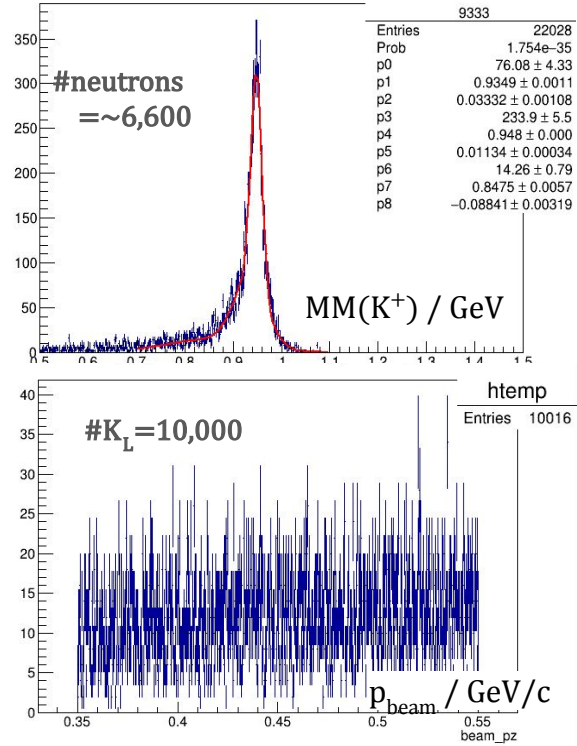 9333
Entries 22028
Prob 1.754e−35
p0 76.08 ± 4.33
p1 0.9349 ± 0.0011
p2 0.03332 ± 0.00108
p3 233.9 ± 5.5
p4 0.948 ± 0.000
p5 0.01134 ± 0.00034
p6 14.26 ± 0.79
p7 0.8475 ± 0.0057
p8 −0.08841 ± 0.00319
#neutrons
=~6,600
350
300
250
200
150
100
50
0
MM(K⁺) / GeV
0.5 0.6 0.7 0.8 0.9 1 1.1 1.2 1.3 1.4 1.5
htemp
Entries 10016
#K_L=10,000
40
35
30
25
20
15
10
5
0
p_beam / GeV/c
0.35 0.4 0.45 0.5 0.55
beam_pz